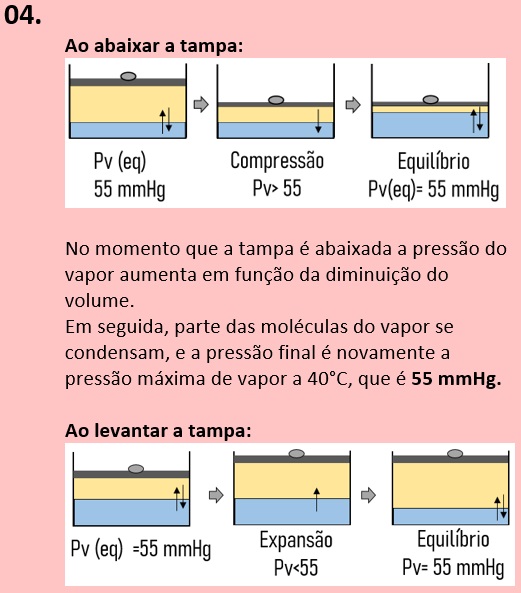 04.
Ao abaixar a tampa:
Pv (eq) Compressão Equilíbrio
55 mmHg Pv> 55 Pv(eq)= 55 mmHg
No momento que a tampa é abaixada a pressão do
vapor aumenta em função da diminuição do
volume.
Em seguida, parte das moléculas do vapor se
condensam, e a pressão final é novamente a
pressão máxima de vapor a 40°C, que é 55 mmHg.
Ao levantar a tampa:
Pv (eq) =55 mmHg Expansão Equilíbrio
Pv<55 Pv= 55 mmHg